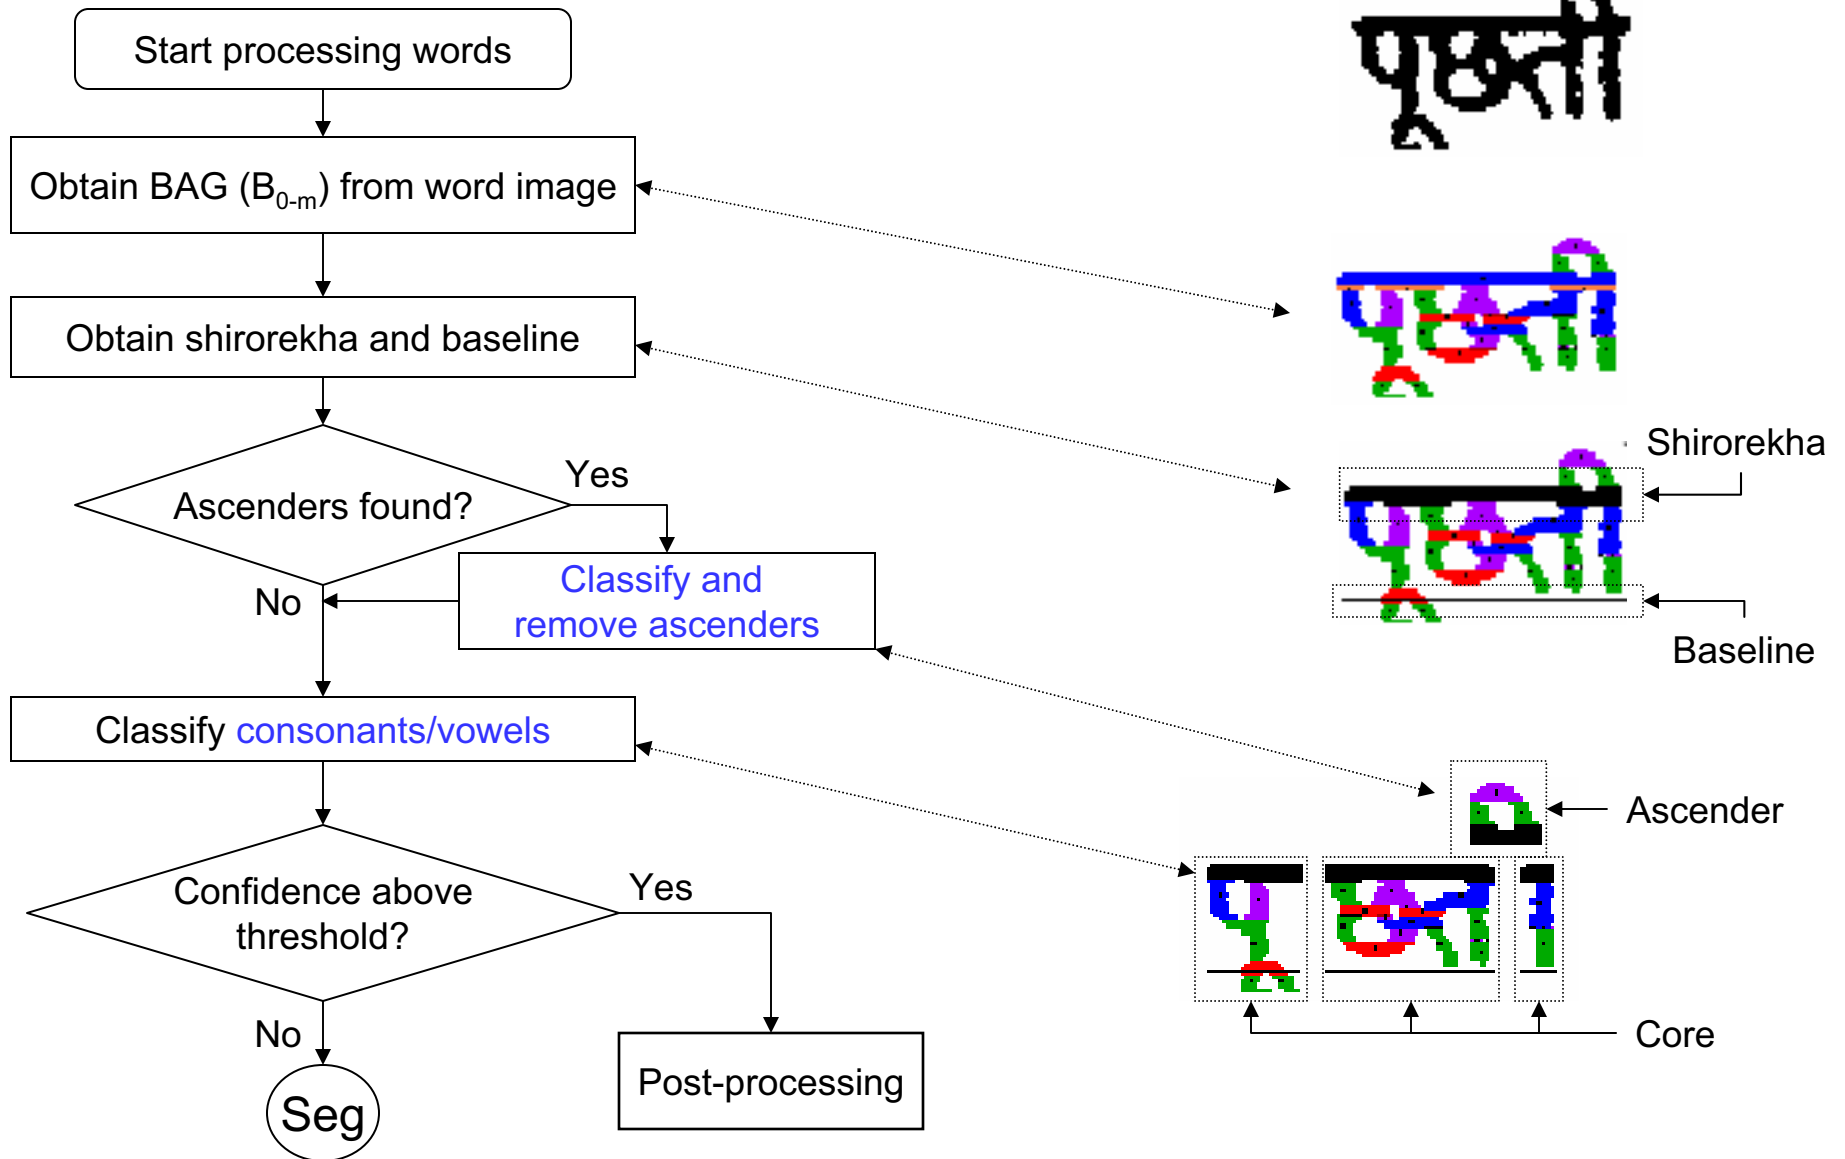 Start processing words
पूछती
Obtain BAG (B0-m) from word image
Obtain shirorekha and baseline
Shirorekha
Yes
Ascenders found?
Classify and
remove ascenders
No
Baseline
Classify consonants/vowels
Ascender
Confidence above
threshold?
Yes
No
Core
Post-processing
Seg